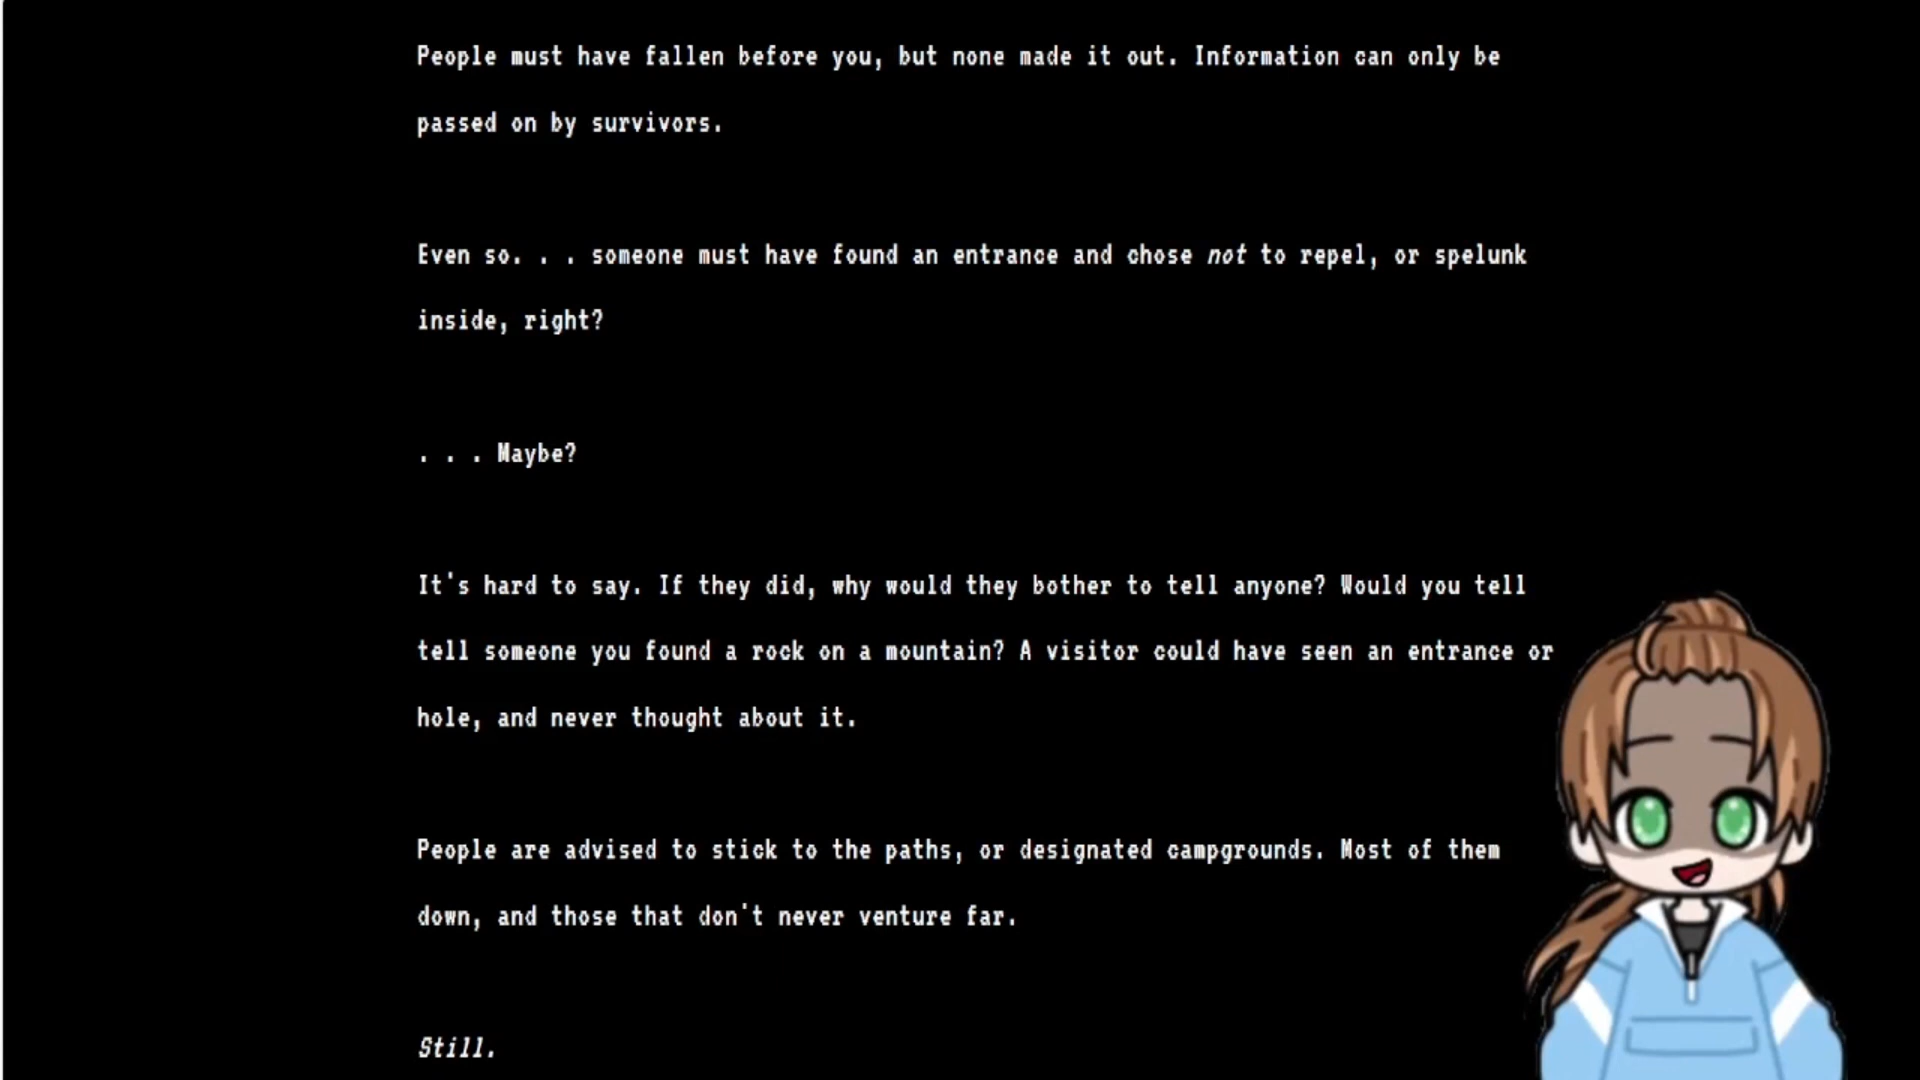 People must have fallen before you, but none made it out. Information can only be
passed on by survivors.
Even so. . . someone must have found an entrance and chose not to repel, or spelunk
inside, right?
. . . Maybe?
It's hard to say. If they did, why would they bother to tell anyone? Would you tell
tell someone you found a rock on a mountain? A visitor could have seen an entrance or
hole, and never thought about it.
People are advised to stick to the paths, or designated campgrounds. Most of them
down, and those that don't never venture far.
Still.